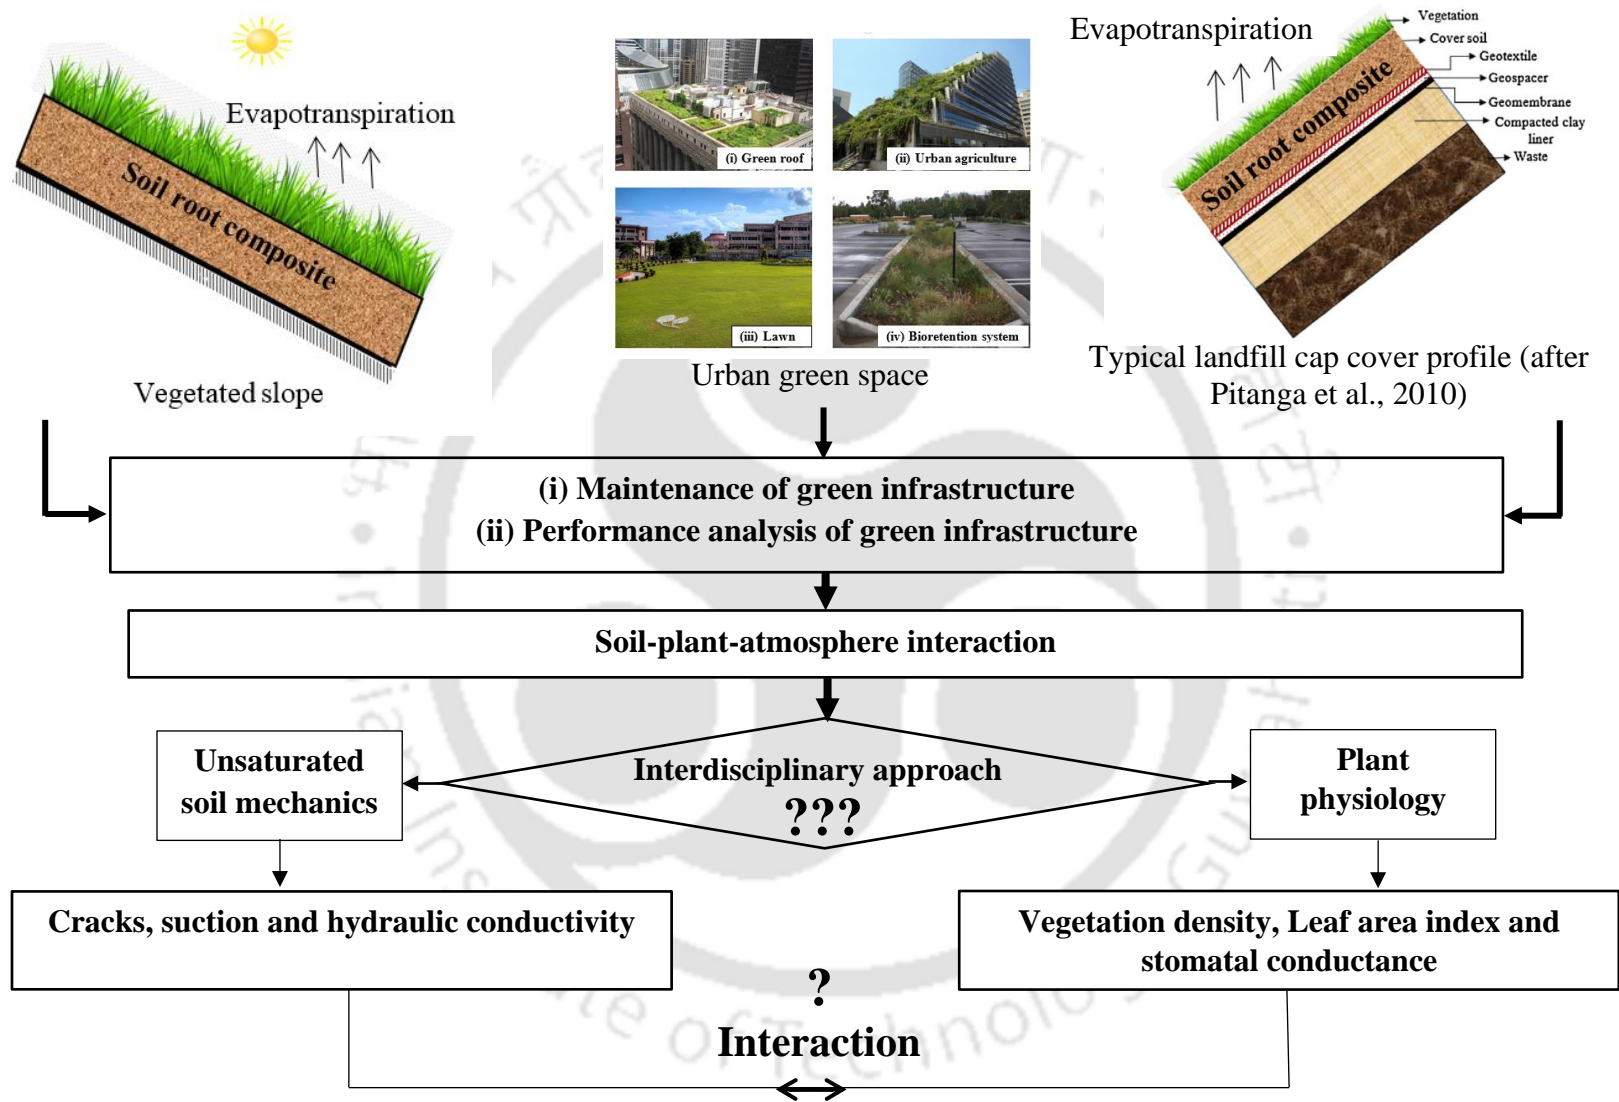 Evapotranspiration
Soil root composite
Vegetated slope
(i) Green roof
(ii) Urban agriculture
(iii) Lawn
(iv) Bioretention system
Urban green space
Evapotranspiration
Soil root composite
Vegetation
Cover soil
Geotextile
Geospacer
Geomembrane
Compacted clay
liner
Waste
Typical landfill cap cover profile (after
Pitanga et al., 2010)
(i) Maintenance of green infrastructure
(ii) Performance analysis of green infrastructure
Soil-plant-atmosphere interaction
Interdisciplinary approach
???
Unsaturated
soil mechanics
Plant
physiology
Cracks, suction and hydraulic conductivity
Vegetation density, Leaf area index and
stomatal conductance
?
Interaction